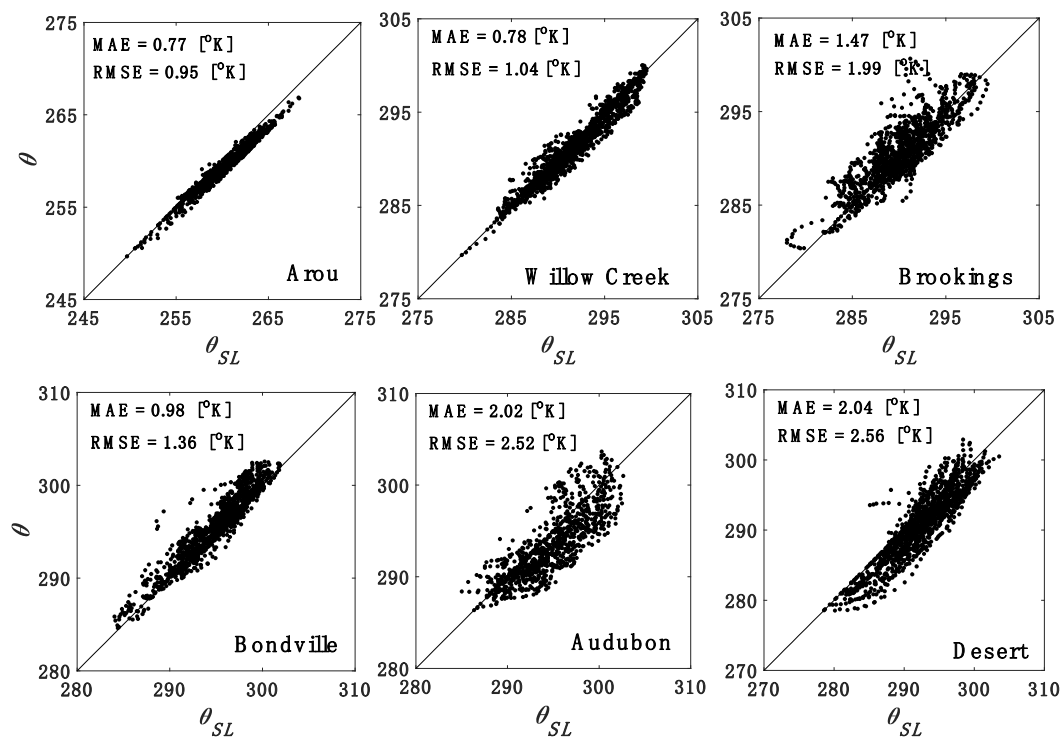 275
265
255
245
θ
MAE = 0.77 [°K]
RMSE = 0.95 [°K]
Arou
245 255 265 275
θSL
305
295
285
275
MAE = 0.78 [°K]
RMSE = 1.04 [°K]
Willow Creek
275 285 295 305
θSL
305
295
285
275
MAE = 1.47 [°K]
RMSE = 1.99 [°K]
Brookings
275 285 295 305
θSL
310
300
290
280
θ
MAE = 0.98 [°K]
RMSE = 1.36 [°K]
Bondville
280 290 300 310
θSL
310
300
290
280
MAE = 2.02 [°K]
RMSE = 2.52 [°K]
Audubon
280 290 300 310
θSL
310
300
290
280
270
MAE = 2.04 [°K]
RMSE = 2.56 [°K]
Desert
270 280 290 300 310
θSL